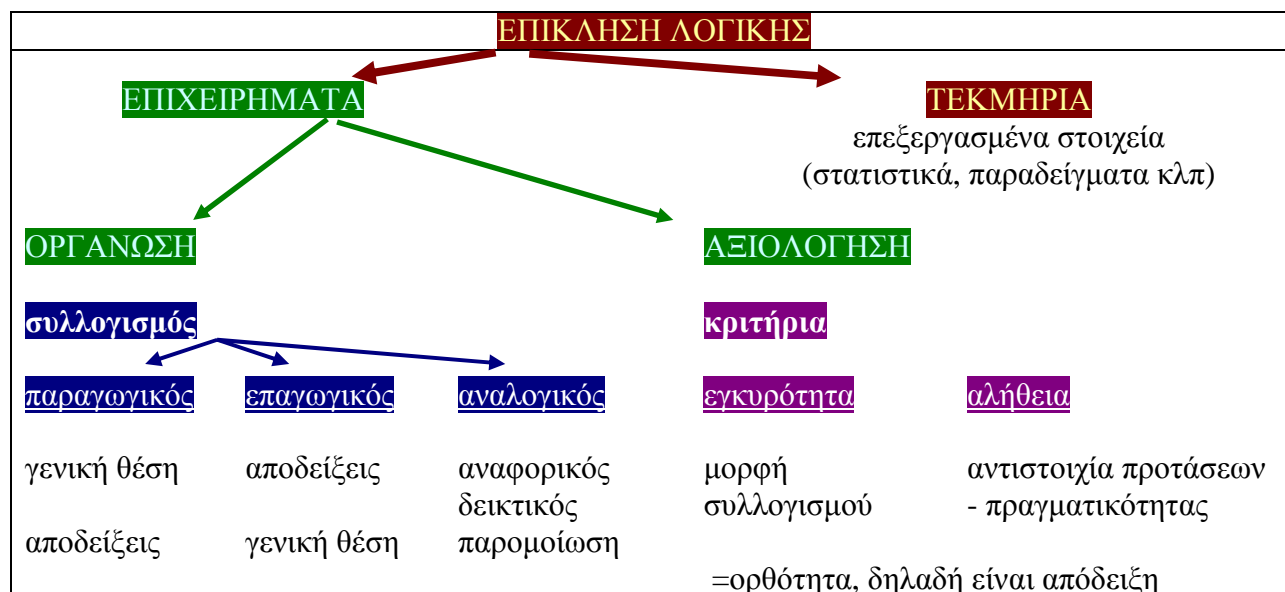 ΕΠΙΚΛΗΣΗ ΛΟΓΙΚΗΣ
ΕΠΙΧΕΙΡΗΜΑΤΑ ΤΕΚΜΗΡΙΑ
επεξεργασμένα στοιχεία
(στατιστικά, παραδείγματα κλπ)
ΟΡΓΑΝΩΣΗ ΑΞΙΟΛΟΓΗΣΗ
συλλογισμός κριτήρια
παραγωγικός επαγωγικός αναλογικός εγκυρότητα αλήθεια
γενική θέση αποδείξεις αναφορικός μορφή αντιστοιχία προτάσεων
δεικτικός συλλογισμού - πραγματικότητας
αποδείξεις γενική θέση παρομοίωση
=ορθότητα, δηλαδή είναι απόδειξη